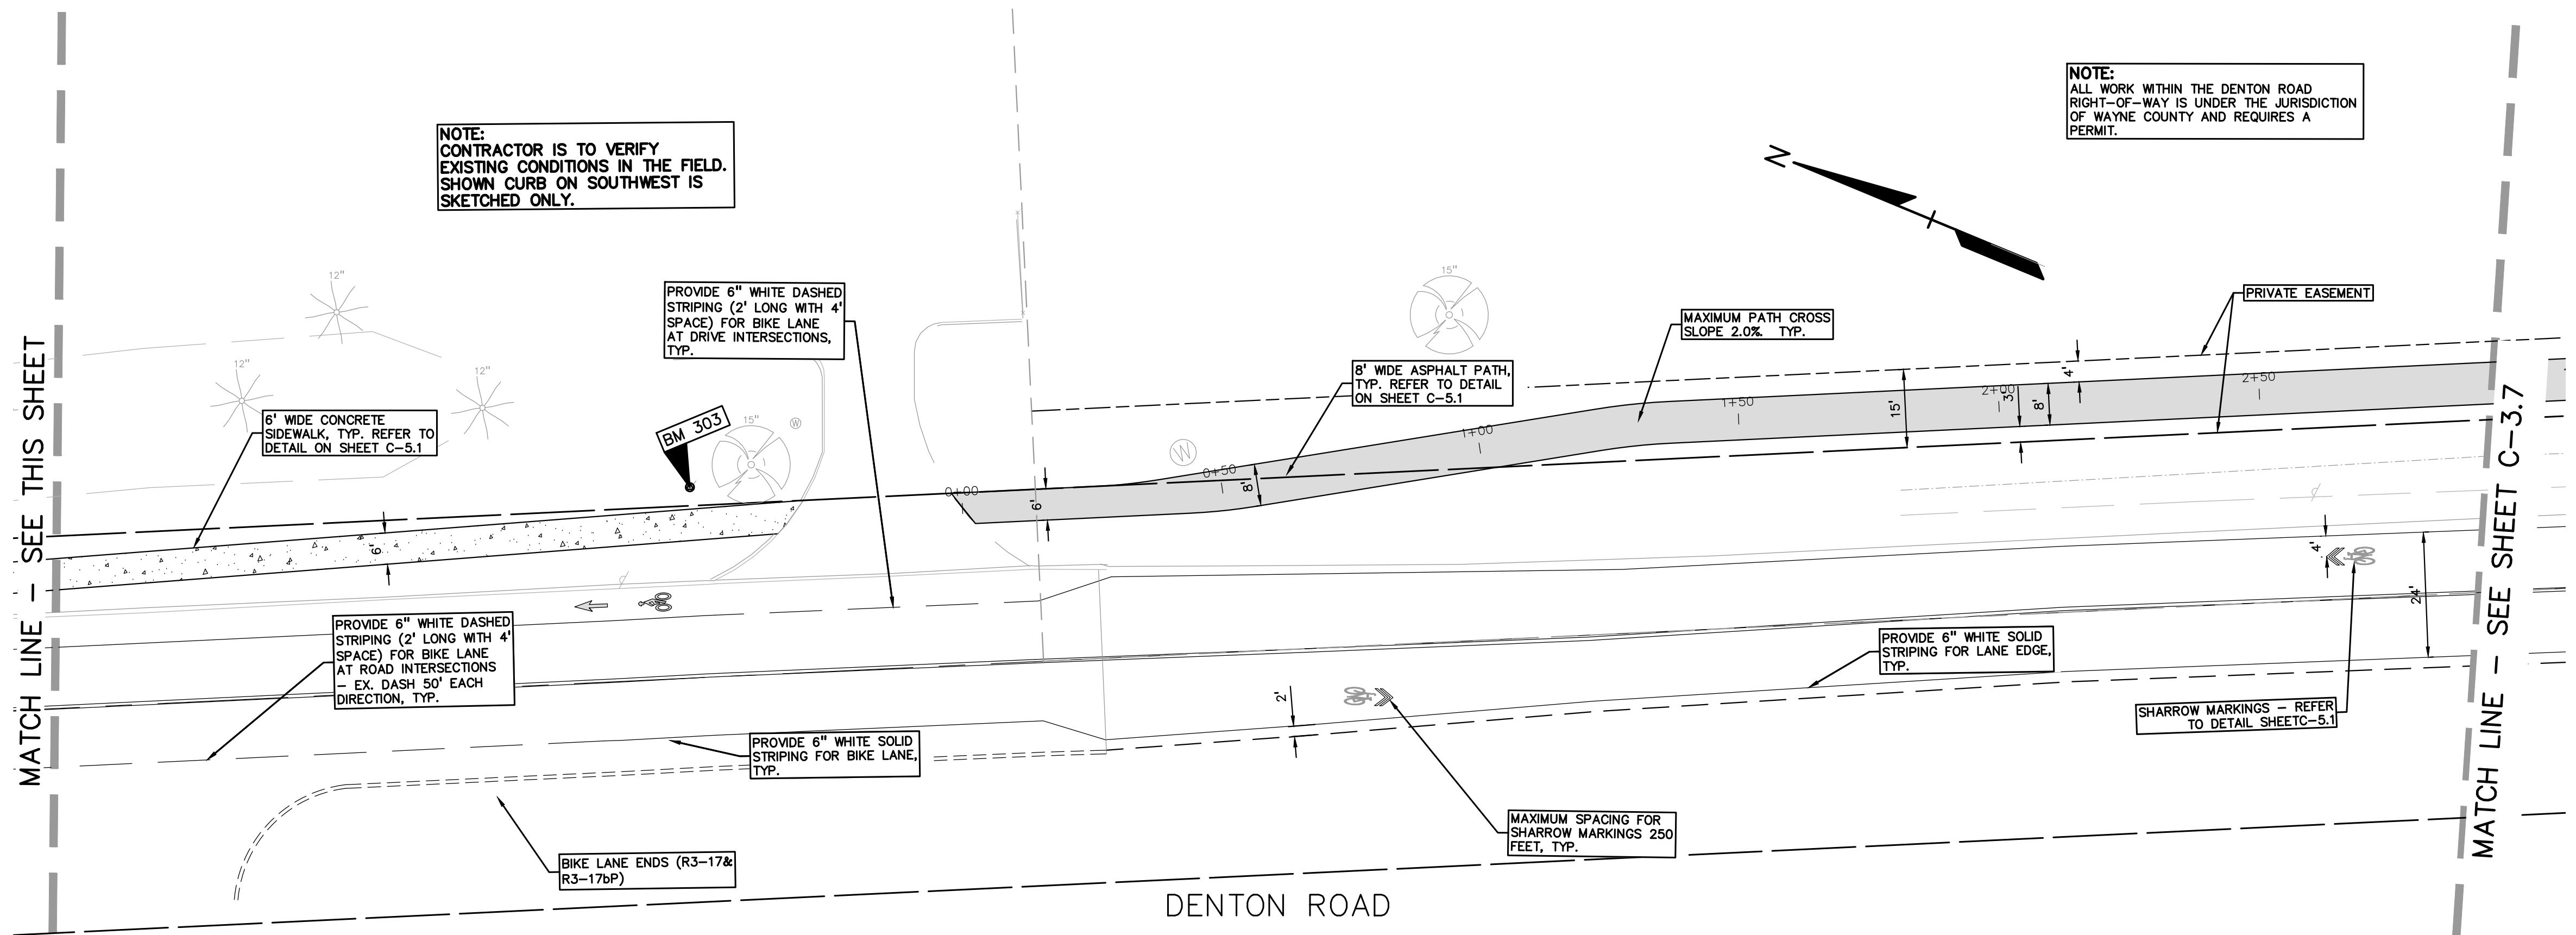 NOTE:
CONTRACTOR IS TO VERIFY
EXISTING CONDITIONS IN THE FIELD.
SHOWN CURB ON SOUTHWEST IS
SKETCHED ONLY.
NOTE:
ALL WORK WITHIN THE DENTON ROAD
RIGHT-OF-WAY IS UNDER THE JURISDICTION
OF WAYNE COUNTY AND REQUIRES A
PERMIT.
N
MATCH LINE - SEE THIS SHEET
12"
12"
12"
6' WIDE CONCRETE
SIDEWALK, TYP. REFER TO
DETAIL ON SHEET C-5.1
PROVIDE 6" WHITE DASHED
STRIPING (2' LONG WITH 4'
SPACE) FOR BIKE LANE
AT DRIVE INTERSECTIONS,
TYP.
BM 303
15"
W
15"
W
8' WIDE ASPHALT PATH,
TYP. REFER TO DETAIL
ON SHEET C-5.1
MAXIMUM PATH CROSS
SLOPE 2.0%. TYP.
PRIVATE EASEMENT
0+00
0+50
1+00
1+50
2+00
2+50
6'
6'
8'
15'
3'
8'
4'
4'
24'
PROVIDE 6" WHITE DASHED
STRIPING (2' LONG WITH 4'
SPACE) FOR BIKE LANE
AT ROAD INTERSECTIONS
- EX. DASH 50' EACH
DIRECTION, TYP.
PROVIDE 6" WHITE SOLID
STRIPING FOR BIKE LANE,
TYP.
BIKE LANE ENDS (R3-17&
R3-17bP)
2'
PROVIDE 6" WHITE SOLID
STRIPING FOR LANE EDGE,
TYP.
SHARROW MARKINGS - REFER
TO DETAIL SHEETC-5.1
MAXIMUM SPACING FOR
SHARROW MARKINGS 250
FEET, TYP.
DENTON ROAD
MATCH LINE - SEE SHEET C-3.7